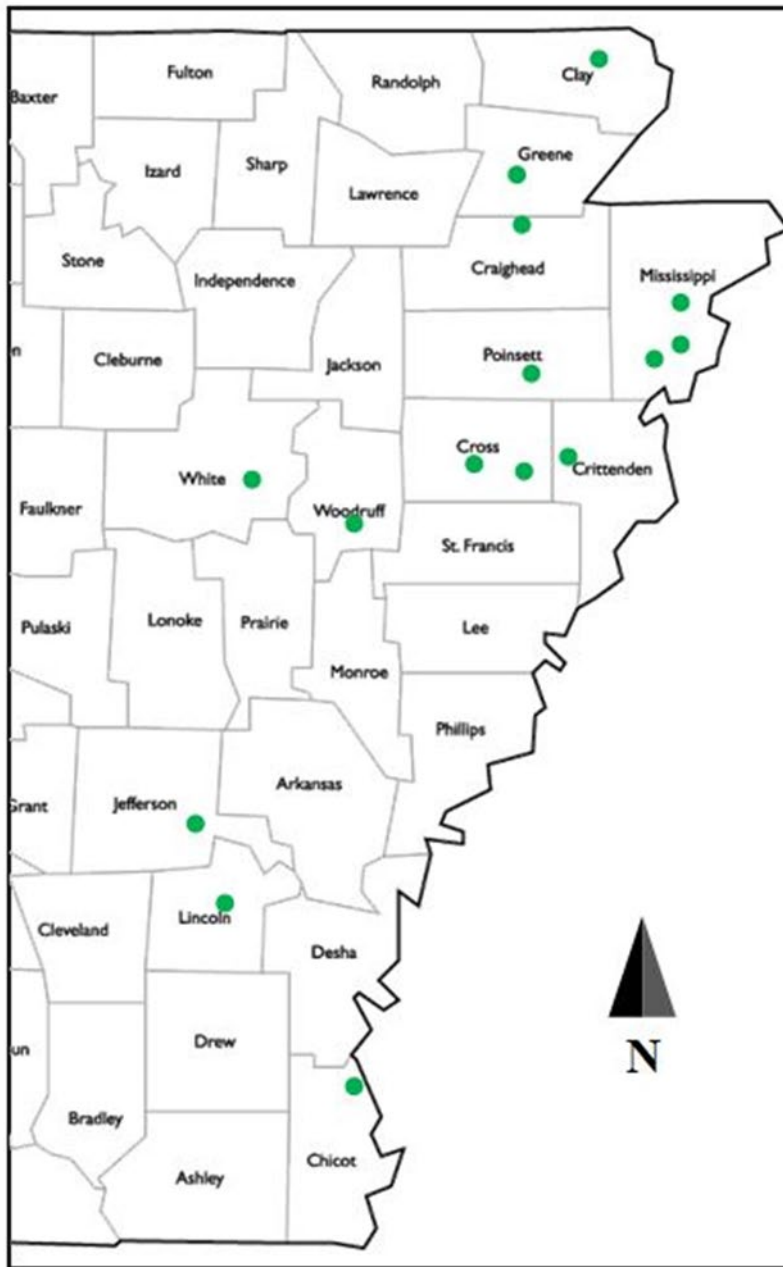 Fulton
Randolph
Clay
Baxter
Greene
Izard
Sharp
Lawrence
Stone
Independence
Craighead
Mississippi
n
Cleburne
Jackson
Poinsett
White
Cross
Crittenden
Faulkner
Woodruff
St. Francis
Pulaski
Lonoke
Prairie
Lee
Monroe
Phillips
Grant
Jefferson
Arkansas
Cleveland
Lincoln
Desha
un
Drew
N
Bradley
Chicot
Ashley